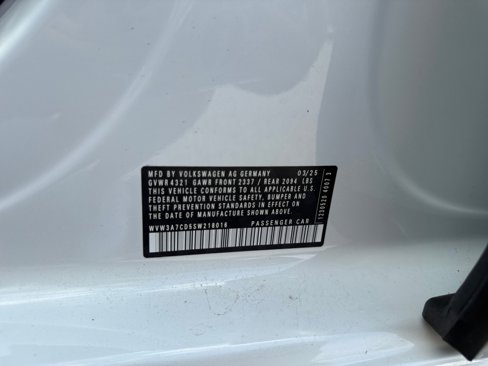 MFD BY VOLKSWAGEN AG GERMANY 03/25
GVWR 4321 GAWR FRONT 2337 / REAR 2094 LBS
THIS VEHICLE CONFORMS TO ALL APPLICABLE U.S.
FEDERAL MOTOR VEHICLE SAFETY, BUMPER AND
THEFT PREVENTION STANDARDS IN EFFECT ON
THE DATE OF MANUFACTURE SHOWN ABOVE.
WVW3A7CD6SW218016 PASSENGER CAR